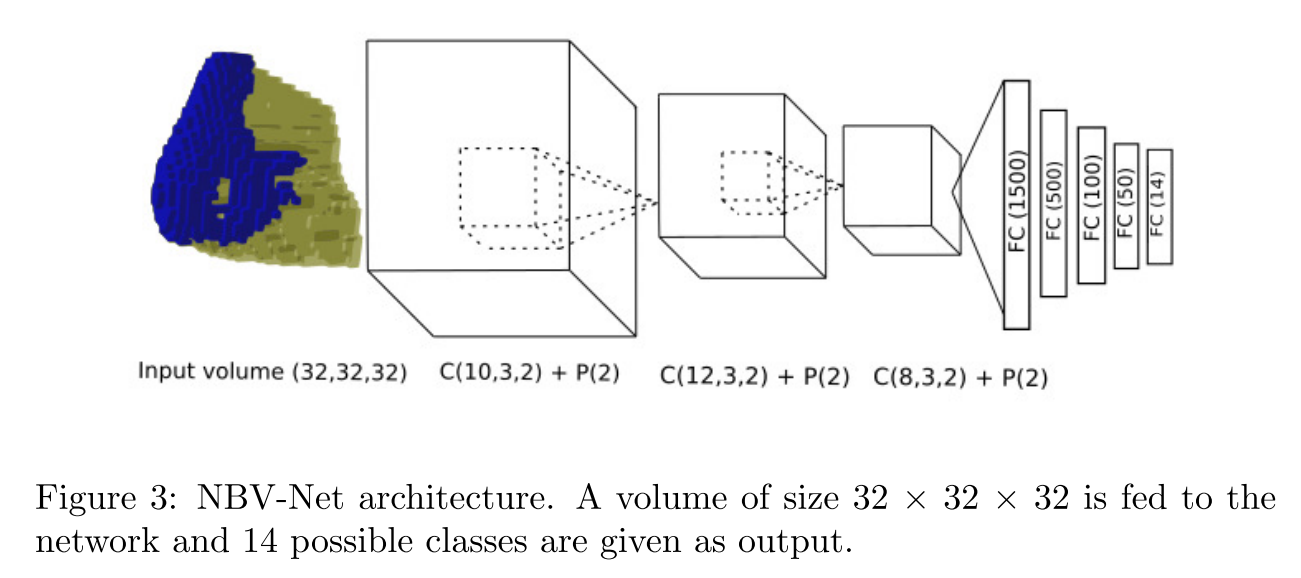 FC (1500)
FC (500)
FC (100)
FC (50)
FC (14)
Input volume (32,32,32)
C(10,3,2) + P(2)
C(12,3,2) + P(2)
C(8,3,2) + P(2)
Figure 3: NBV-Net architecture. A volume of size 32 × 32 × 32 is fed to the
network and 14 possible classes are given as output.